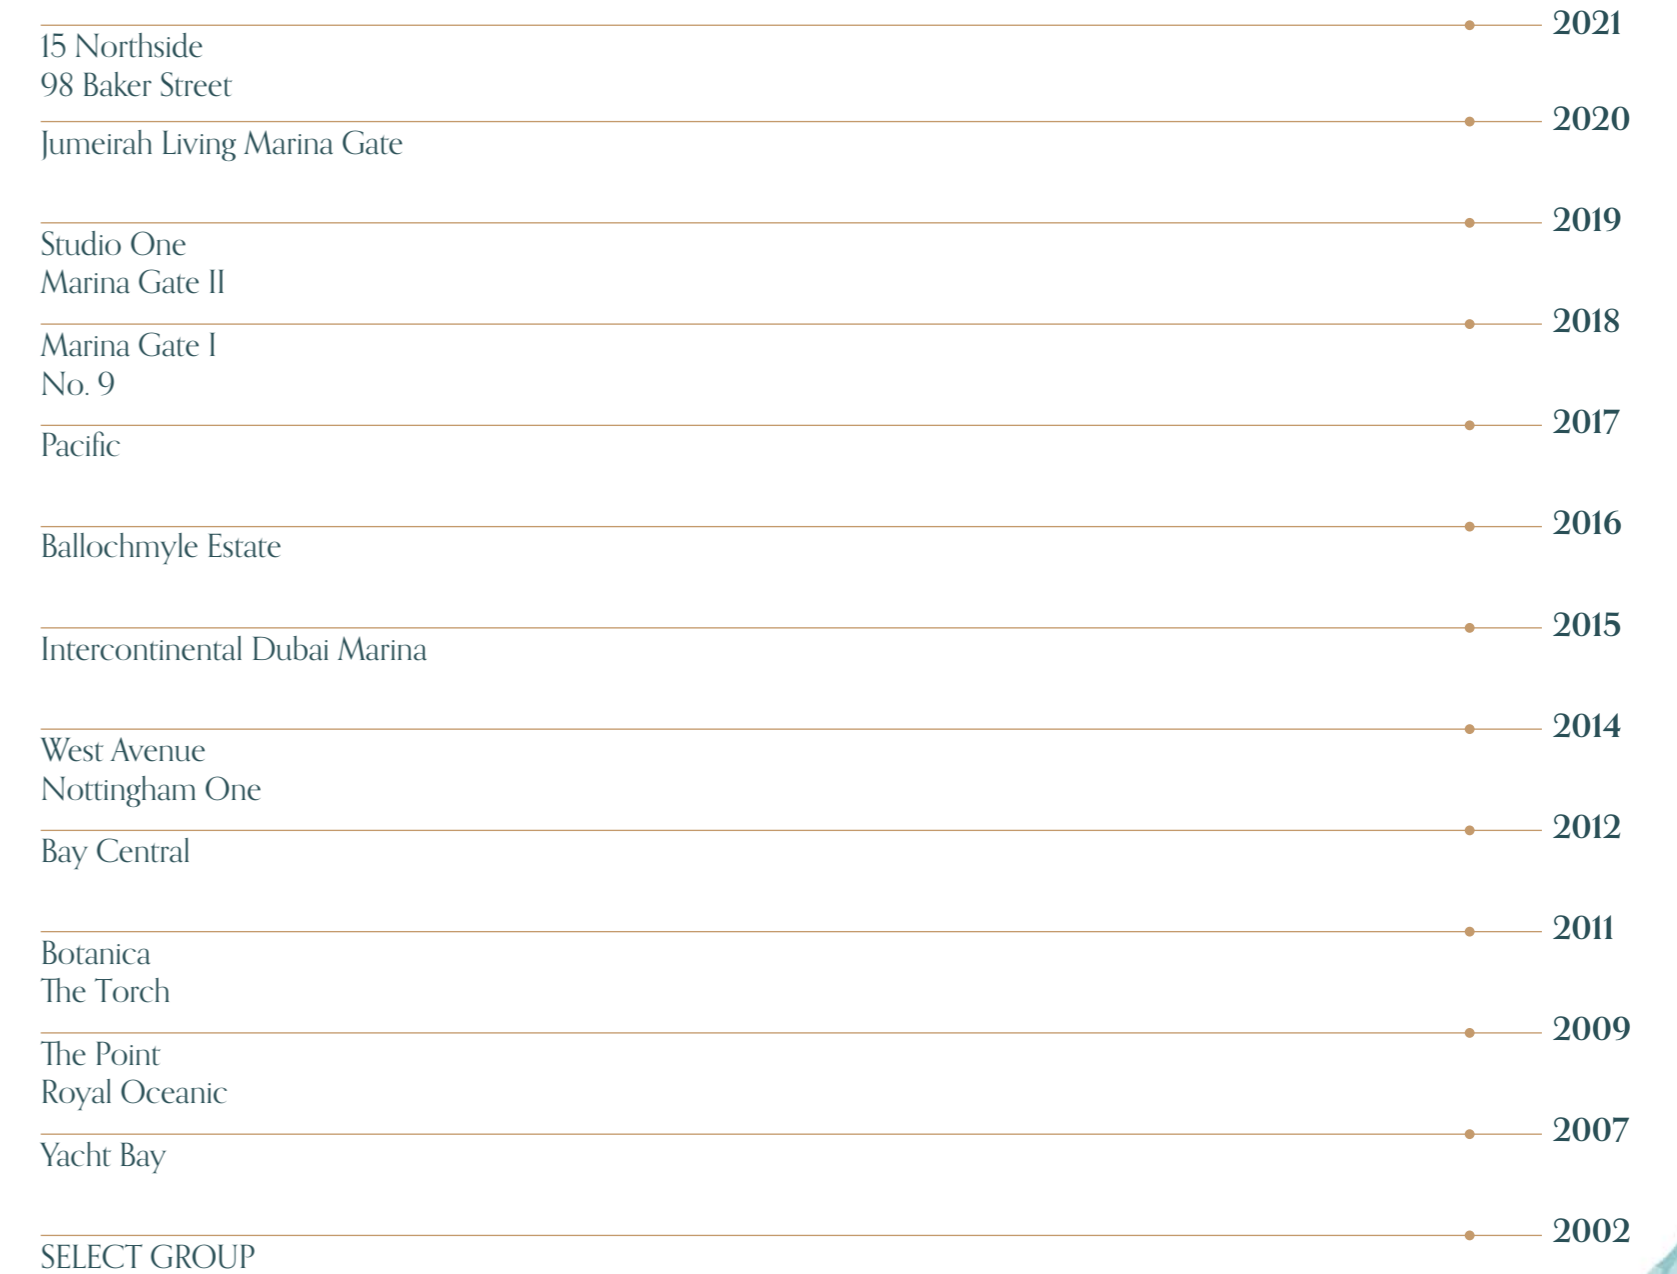 2021
15 Northside
98 Baker Street
2020
Jumeirah Living Marina Gate
2019
Studio One
Marina Gate II
2018
Marina Gate I
No. 9
2017
Pacific
2016
Ballochmyle Estate
2015
Intercontinental Dubai Marina
2014
West Avenue
Nottingham One
2012
Bay Central
2011
Botanica
The Torch
2009
The Point
Royal Oceanic
2007
Yacht Bay
2002
SELECT GROUP